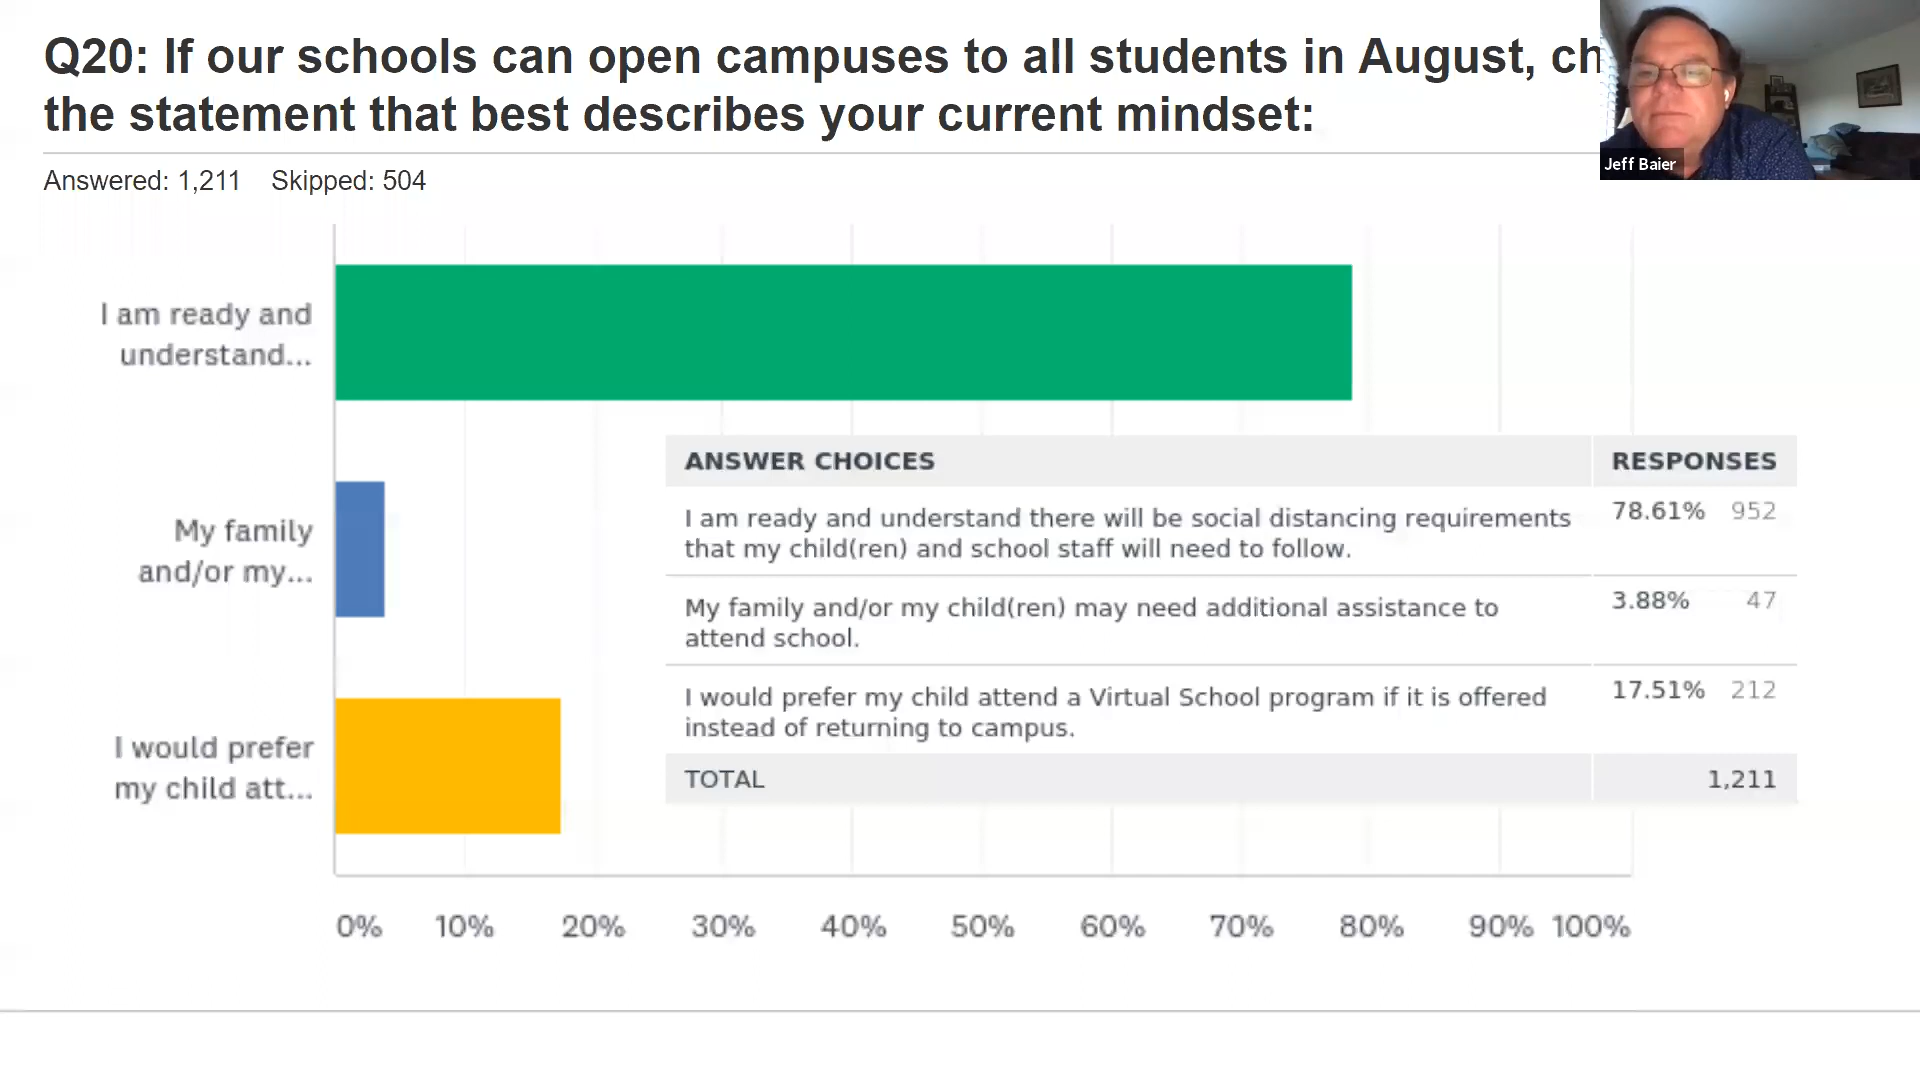 Q20: If our schools can open campuses to all students in August, ch
the statement that best describes your current mindset:
Jeff Baier
Answered: 1,211 Skipped: 504
I am ready and
understand...
My family
and/or my...
I would prefer
my child att...
ANSWER CHOICES RESPONSES
I am ready and understand there will be social distancing requirements 78.61% 952
that my child(ren) and school staff will need to follow.
My family and/or my child(ren) may need additional assistance to 3.88% 47
attend school.
I would prefer my child attend a Virtual School program if it is offered 17.51% 212
instead of returning to campus.
TOTAL 1,211
0% 10% 20% 30% 40% 50% 60% 70% 80% 90% 100%